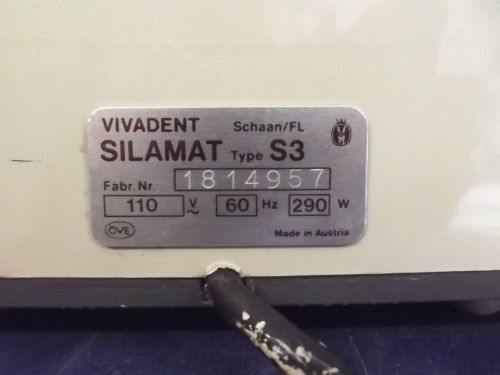 VIVADENT Schaan/FL
SILAMAT Type S3
Fabr. Nr. 1814957
110 V~ 60 Hz 290 W
ÖVE Made in Austria